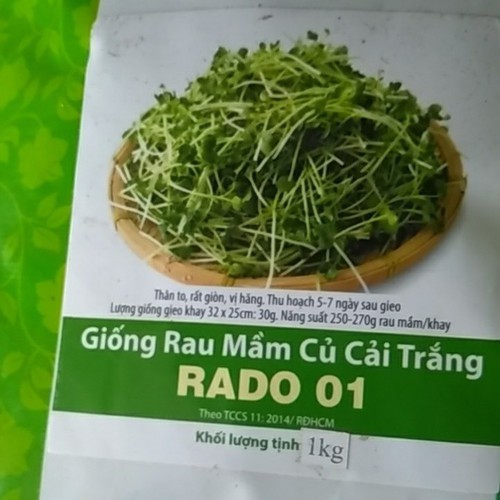 Thân to, rất giòn, vị hăng. Thu hoạch 5-7 ngày sau gieo
Lượng giống gieo khay 32 x 25cm: 30g. Năng suất 250-270g rau mầm/khay
Giống Rau Mầm Củ Cải Trắng
RADO 01
Theo TCCS 11: 2014/ RĐHCM
Khối lượng tịnh 1kg